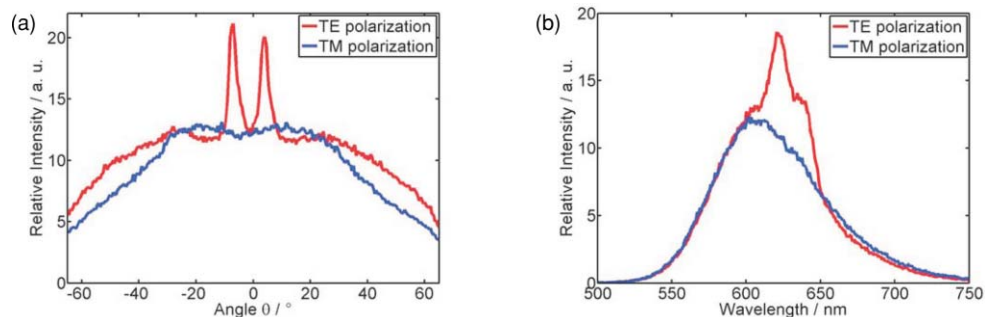 (a)
TE polarization
TM polarization
Relative Intensity / a. u.
20
15
10
5
0
-60 -40 -20 0 20 40 60
Angle θ / °
(b)
TE polarization
TM polarization
Relative Intensity / a. u.
20
15
10
5
0
500 550 600 650 700 750
Wavelength / nm